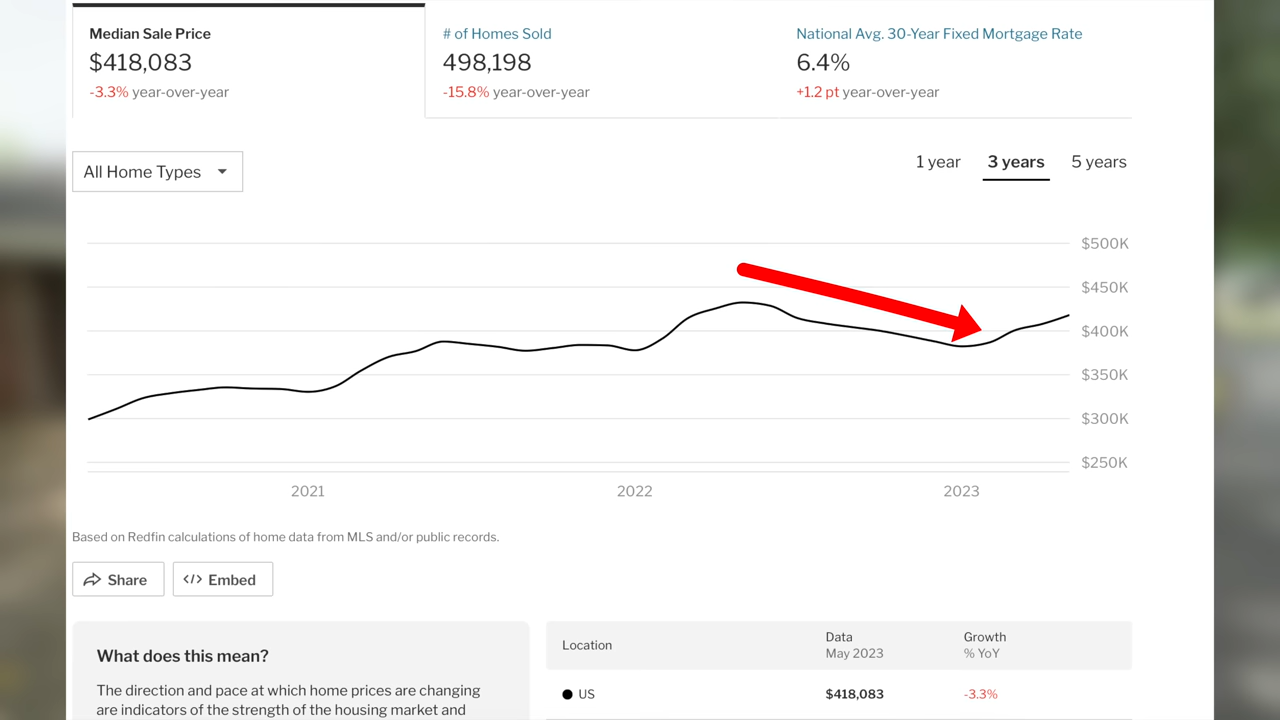 Median Sale Price
$418,083
-3.3% year-over-year
# of Homes Sold
498,198
-15.8% year-over-year
National Avg. 30-Year Fixed Mortgage Rate
6.4%
+1.2 pt year-over-year
All Home Types
1 year 3 years 5 years
$500K
$450K
$400K
$350K
$300K
$250K
2021 2022 2023
Based on Redfin calculations of home data from MLS and/or public records.
Share
</> Embed
What does this mean?
The direction and pace at which home prices are changing
are indicators of the strength of the housing market and
Location Data Growth
May 2023 % YoY
US $418,083 -3.3%